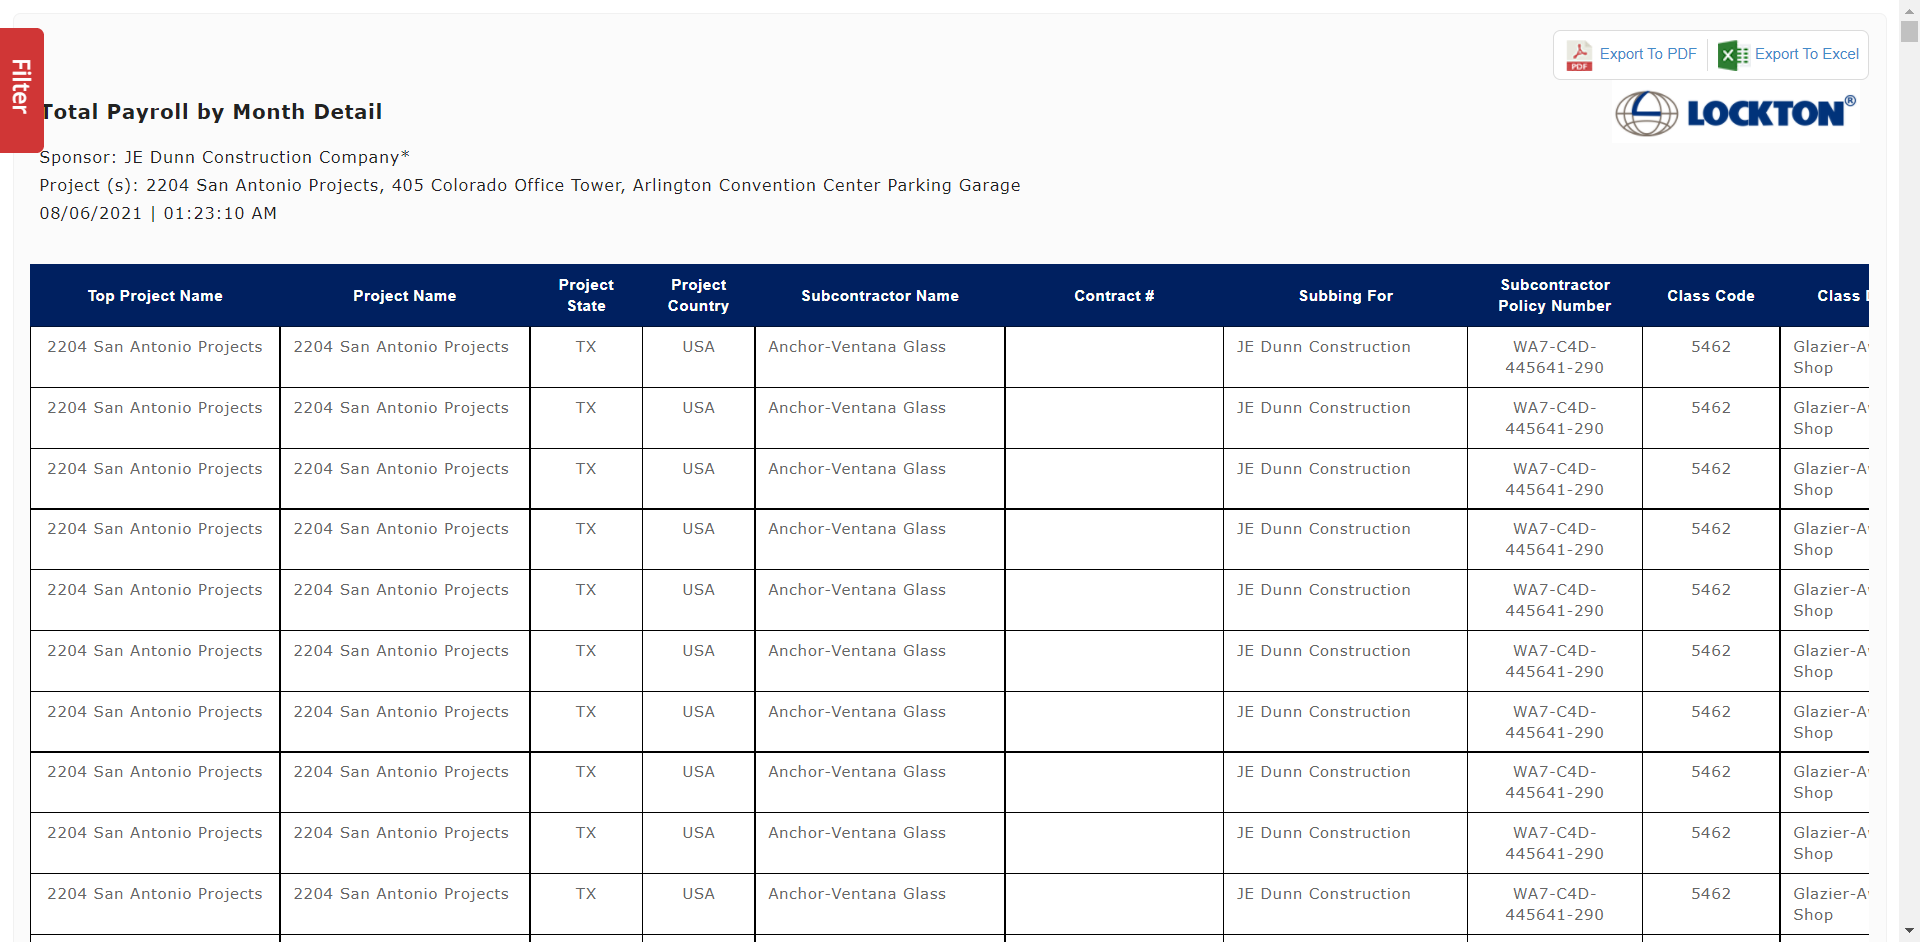 Filter
PDF Export To PDF
Export To Excel
LOCKTON®
Total Payroll by Month Detail
Sponsor: JE Dunn Construction Company*
Project (s): 2204 San Antonio Projects, 405 Colorado Office Tower, Arlington Convention Center Parking Garage
08/06/2021 | 01:23:10 AM
Top Project Name Project Name Project State Project Country Subcontractor Name Contract # Subbing For Subcontractor Policy Number Class Code Class
2204 San Antonio Projects 2204 San Antonio Projects TX USA Anchor-Ventana Glass JE Dunn Construction WA7-C4D- 5462 Glazier-A
445641-290 Shop
2204 San Antonio Projects 2204 San Antonio Projects TX USA Anchor-Ventana Glass JE Dunn Construction WA7-C4D- 5462 Glazier-A
445641-290 Shop
2204 San Antonio Projects 2204 San Antonio Projects TX USA Anchor-Ventana Glass JE Dunn Construction WA7-C4D- 5462 Glazier-A
445641-290 Shop
2204 San Antonio Projects 2204 San Antonio Projects TX USA Anchor-Ventana Glass JE Dunn Construction WA7-C4D- 5462 Glazier-A
445641-290 Shop
2204 San Antonio Projects 2204 San Antonio Projects TX USA Anchor-Ventana Glass JE Dunn Construction WA7-C4D- 5462 Glazier-A
445641-290 Shop
2204 San Antonio Projects 2204 San Antonio Projects TX USA Anchor-Ventana Glass JE Dunn Construction WA7-C4D- 5462 Glazier-A
445641-290 Shop
2204 San Antonio Projects 2204 San Antonio Projects TX USA Anchor-Ventana Glass JE Dunn Construction WA7-C4D- 5462 Glazier-A
445641-290 Shop
2204 San Antonio Projects 2204 San Antonio Projects TX USA Anchor-Ventana Glass JE Dunn Construction WA7-C4D- 5462 Glazier-A
445641-290 Shop
2204 San Antonio Projects 2204 San Antonio Projects TX USA Anchor-Ventana Glass JE Dunn Construction WA7-C4D- 5462 Glazier-A
445641-290 Shop
2204 San Antonio Projects 2204 San Antonio Projects TX USA Anchor-Ventana Glass JE Dunn Construction WA7-C4D- 5462 Glazier-A
445641-290 Shop